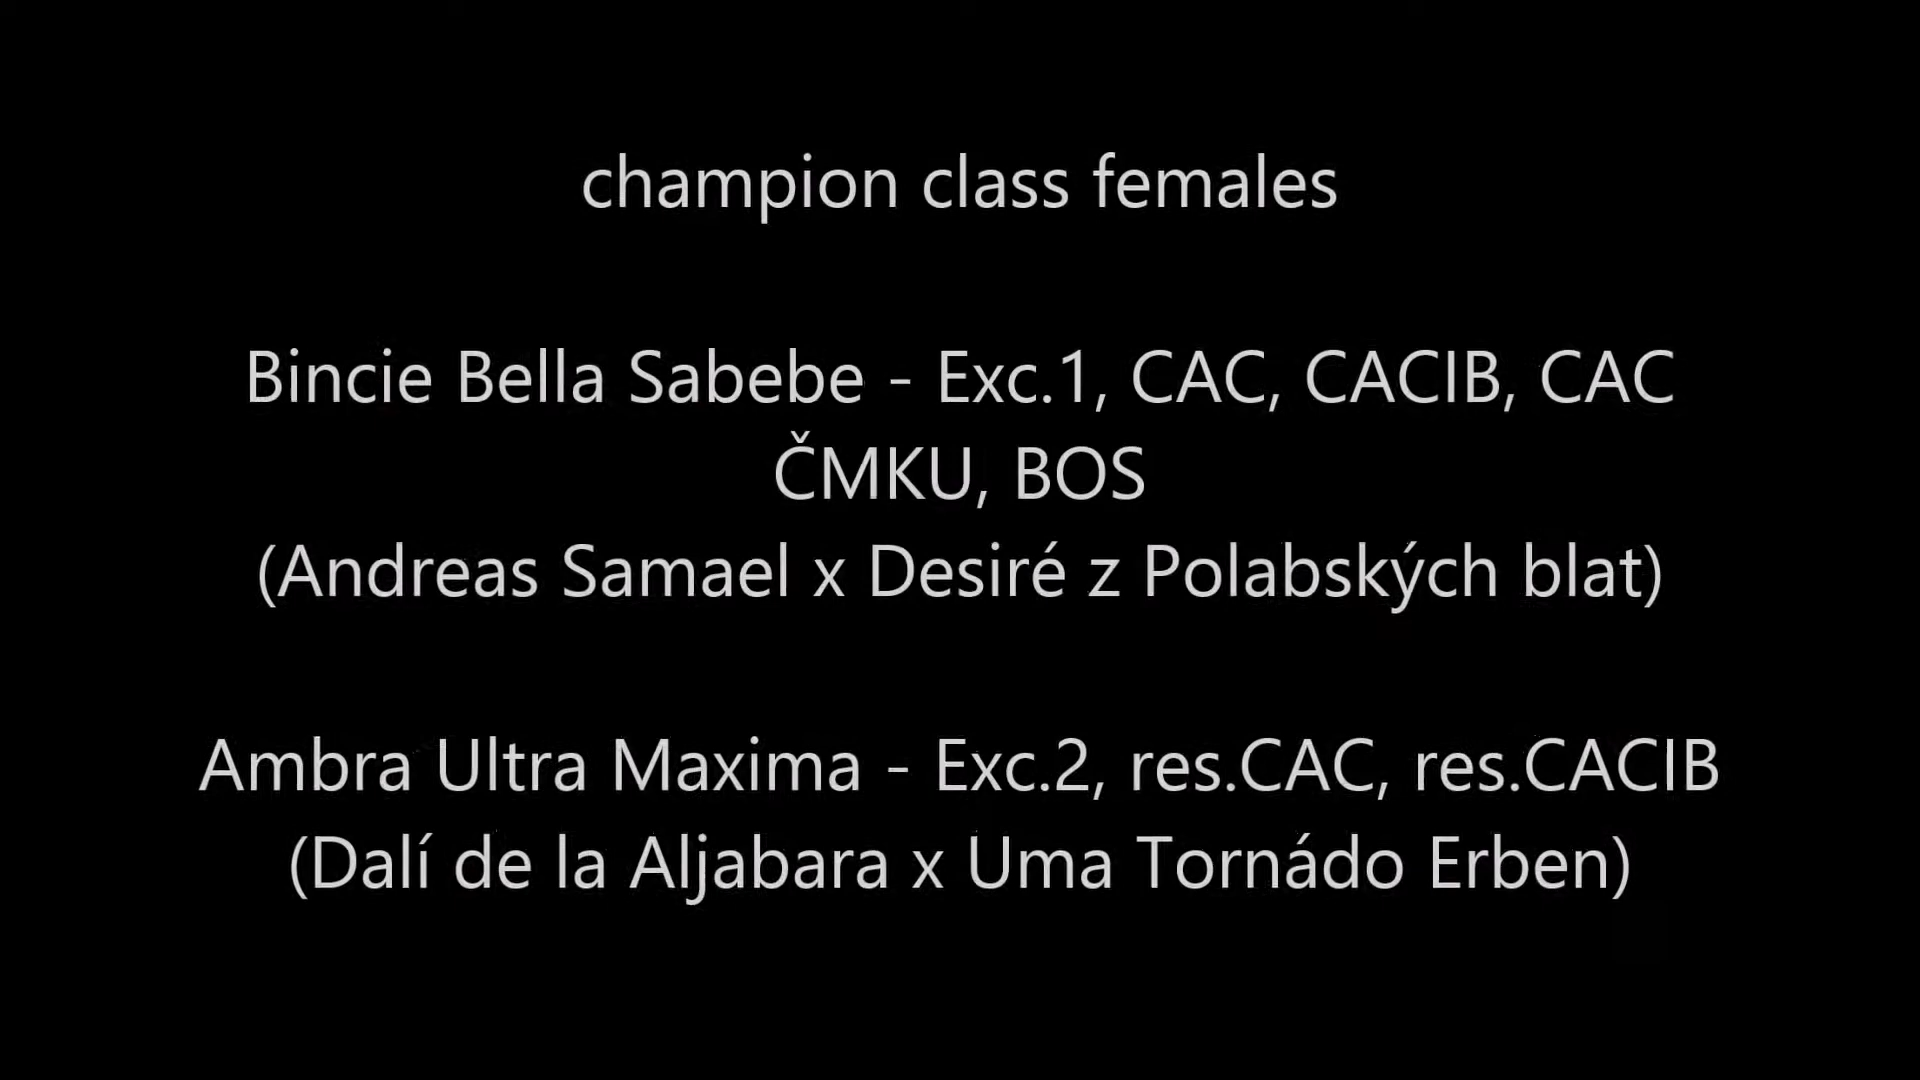 champion class females
Bincie Bella Sabebe - Exc.1, CAC, CACIB, CAC
ČMKU, BOS
(Andreas Samael x Desiré z Polabských blat)
Ambra Ultra Maxima - Exc.2, res.CAC, res.CACIB
(Dalí de la Aljabara x Uma Tornádo Erben)